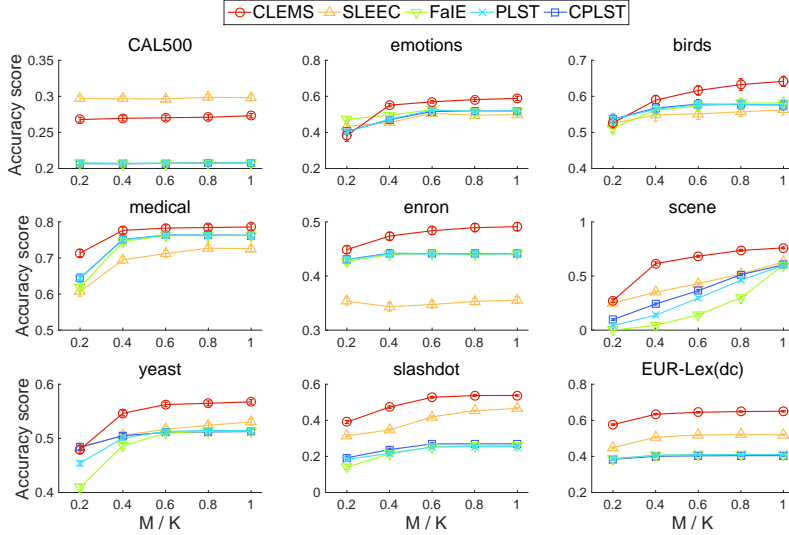 CLEMS SLEEC FaIE PLST CPLST
CAL500 emotions birds
Accuracy score
0.4 0.8 0.7
0.3 0.6 0.6
0.25 0.4 0.5
0.2 0.2 0.4
0.2 0.4 0.6 0.8 1 0.2 0.4 0.6 0.8 1 0.2 0.4 0.6 0.8 1
medical enron scene
Accuracy score
0.8 0.5 1
0.7
0.6 0.4 0.5
0.5 0.3 0
0.2 0.4 0.6 0.8 1 0.2 0.4 0.6 0.8 1 0.2 0.4 0.6 0.8 1
yeast slashdot EUR-Lex(dc)
Accuracy score
0.6 0.6 0.8
0.4 0.6
0.5 0.2 0.4
0.4 0 0.2
0.2 0.4 0.6 0.8 1 0.2 0.4 0.6 0.8 1 0.2 0.4 0.6 0.8 1
M / K M / K M / K